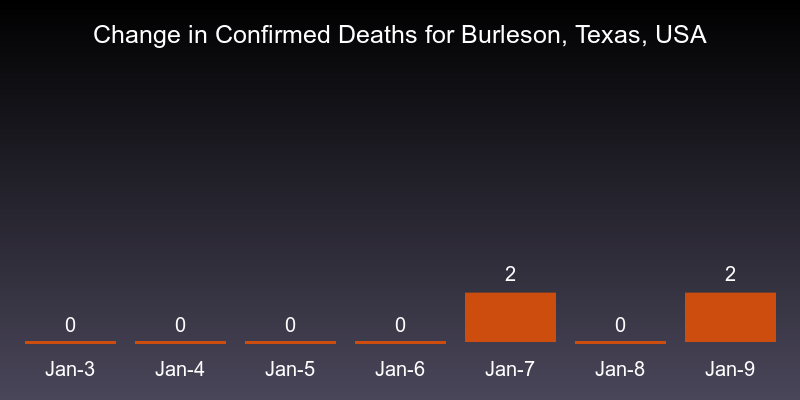 Change in Confirmed Deaths for Burleson, Texas, USA
0 0 0 0 2 0 2
Jan-3 Jan-4 Jan-5 Jan-6 Jan-7 Jan-8 Jan-9